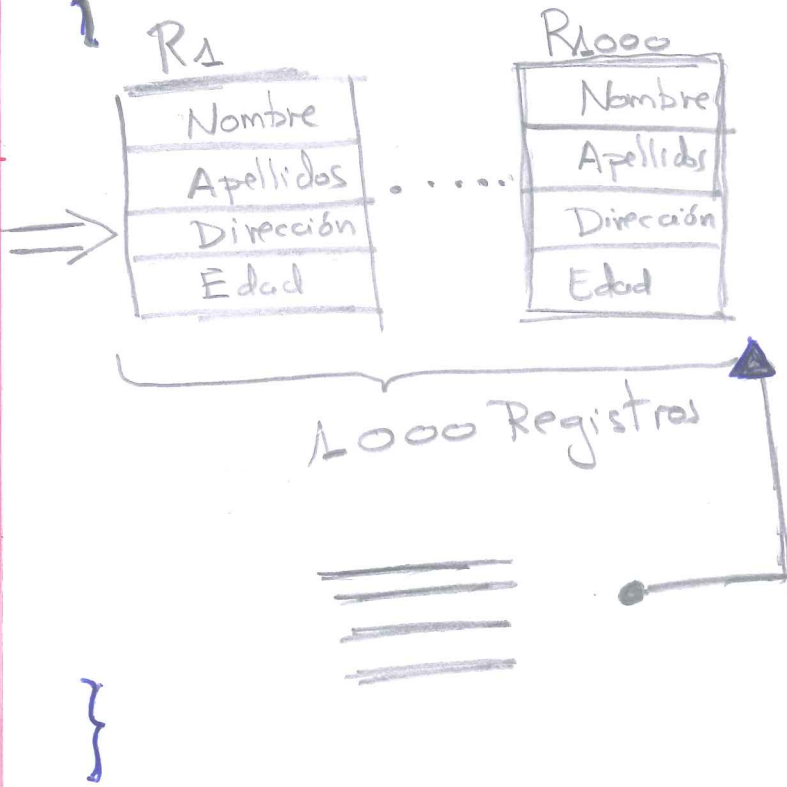 }
R1
Nombre
Apellidos
Dirección
Edad
.....
R1000
Nombre
Apellidos
Dirección
Edad
1000 Registros
}